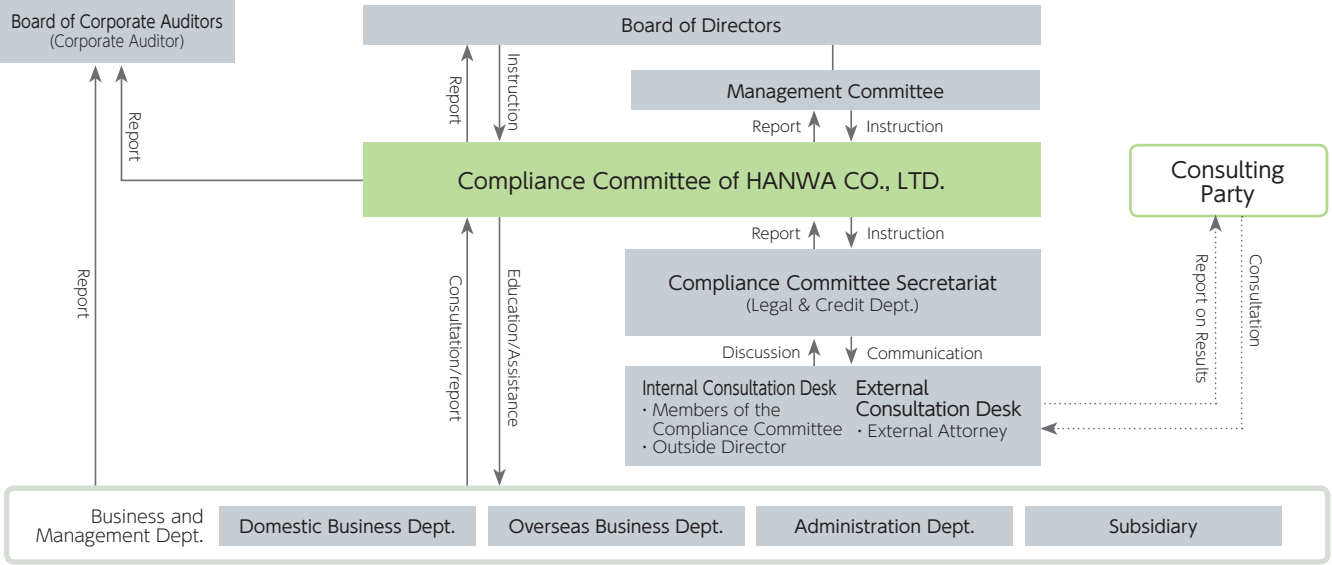 Board of Corporate Auditors
(Corporate Auditor)
Board of Directors
Report
Instruction
Management Committee
Report
Report
Instruction
Compliance Committee of HANWA CO., LTD.
Consulting
Party
Report
Instruction
Compliance Committee Secretariat
(Legal & Credit Dept.)
Report
Consultation/report
Education/Assistance
Report on Results
Consultation
Discussion
Communication
Internal Consultation Desk
・Members of the
Compliance Committee
・Outside Director
External
Consultation Desk
・External Attorney
Business and
Management Dept.
Domestic Business Dept.
Overseas Business Dept.
Administration Dept.
Subsidiary